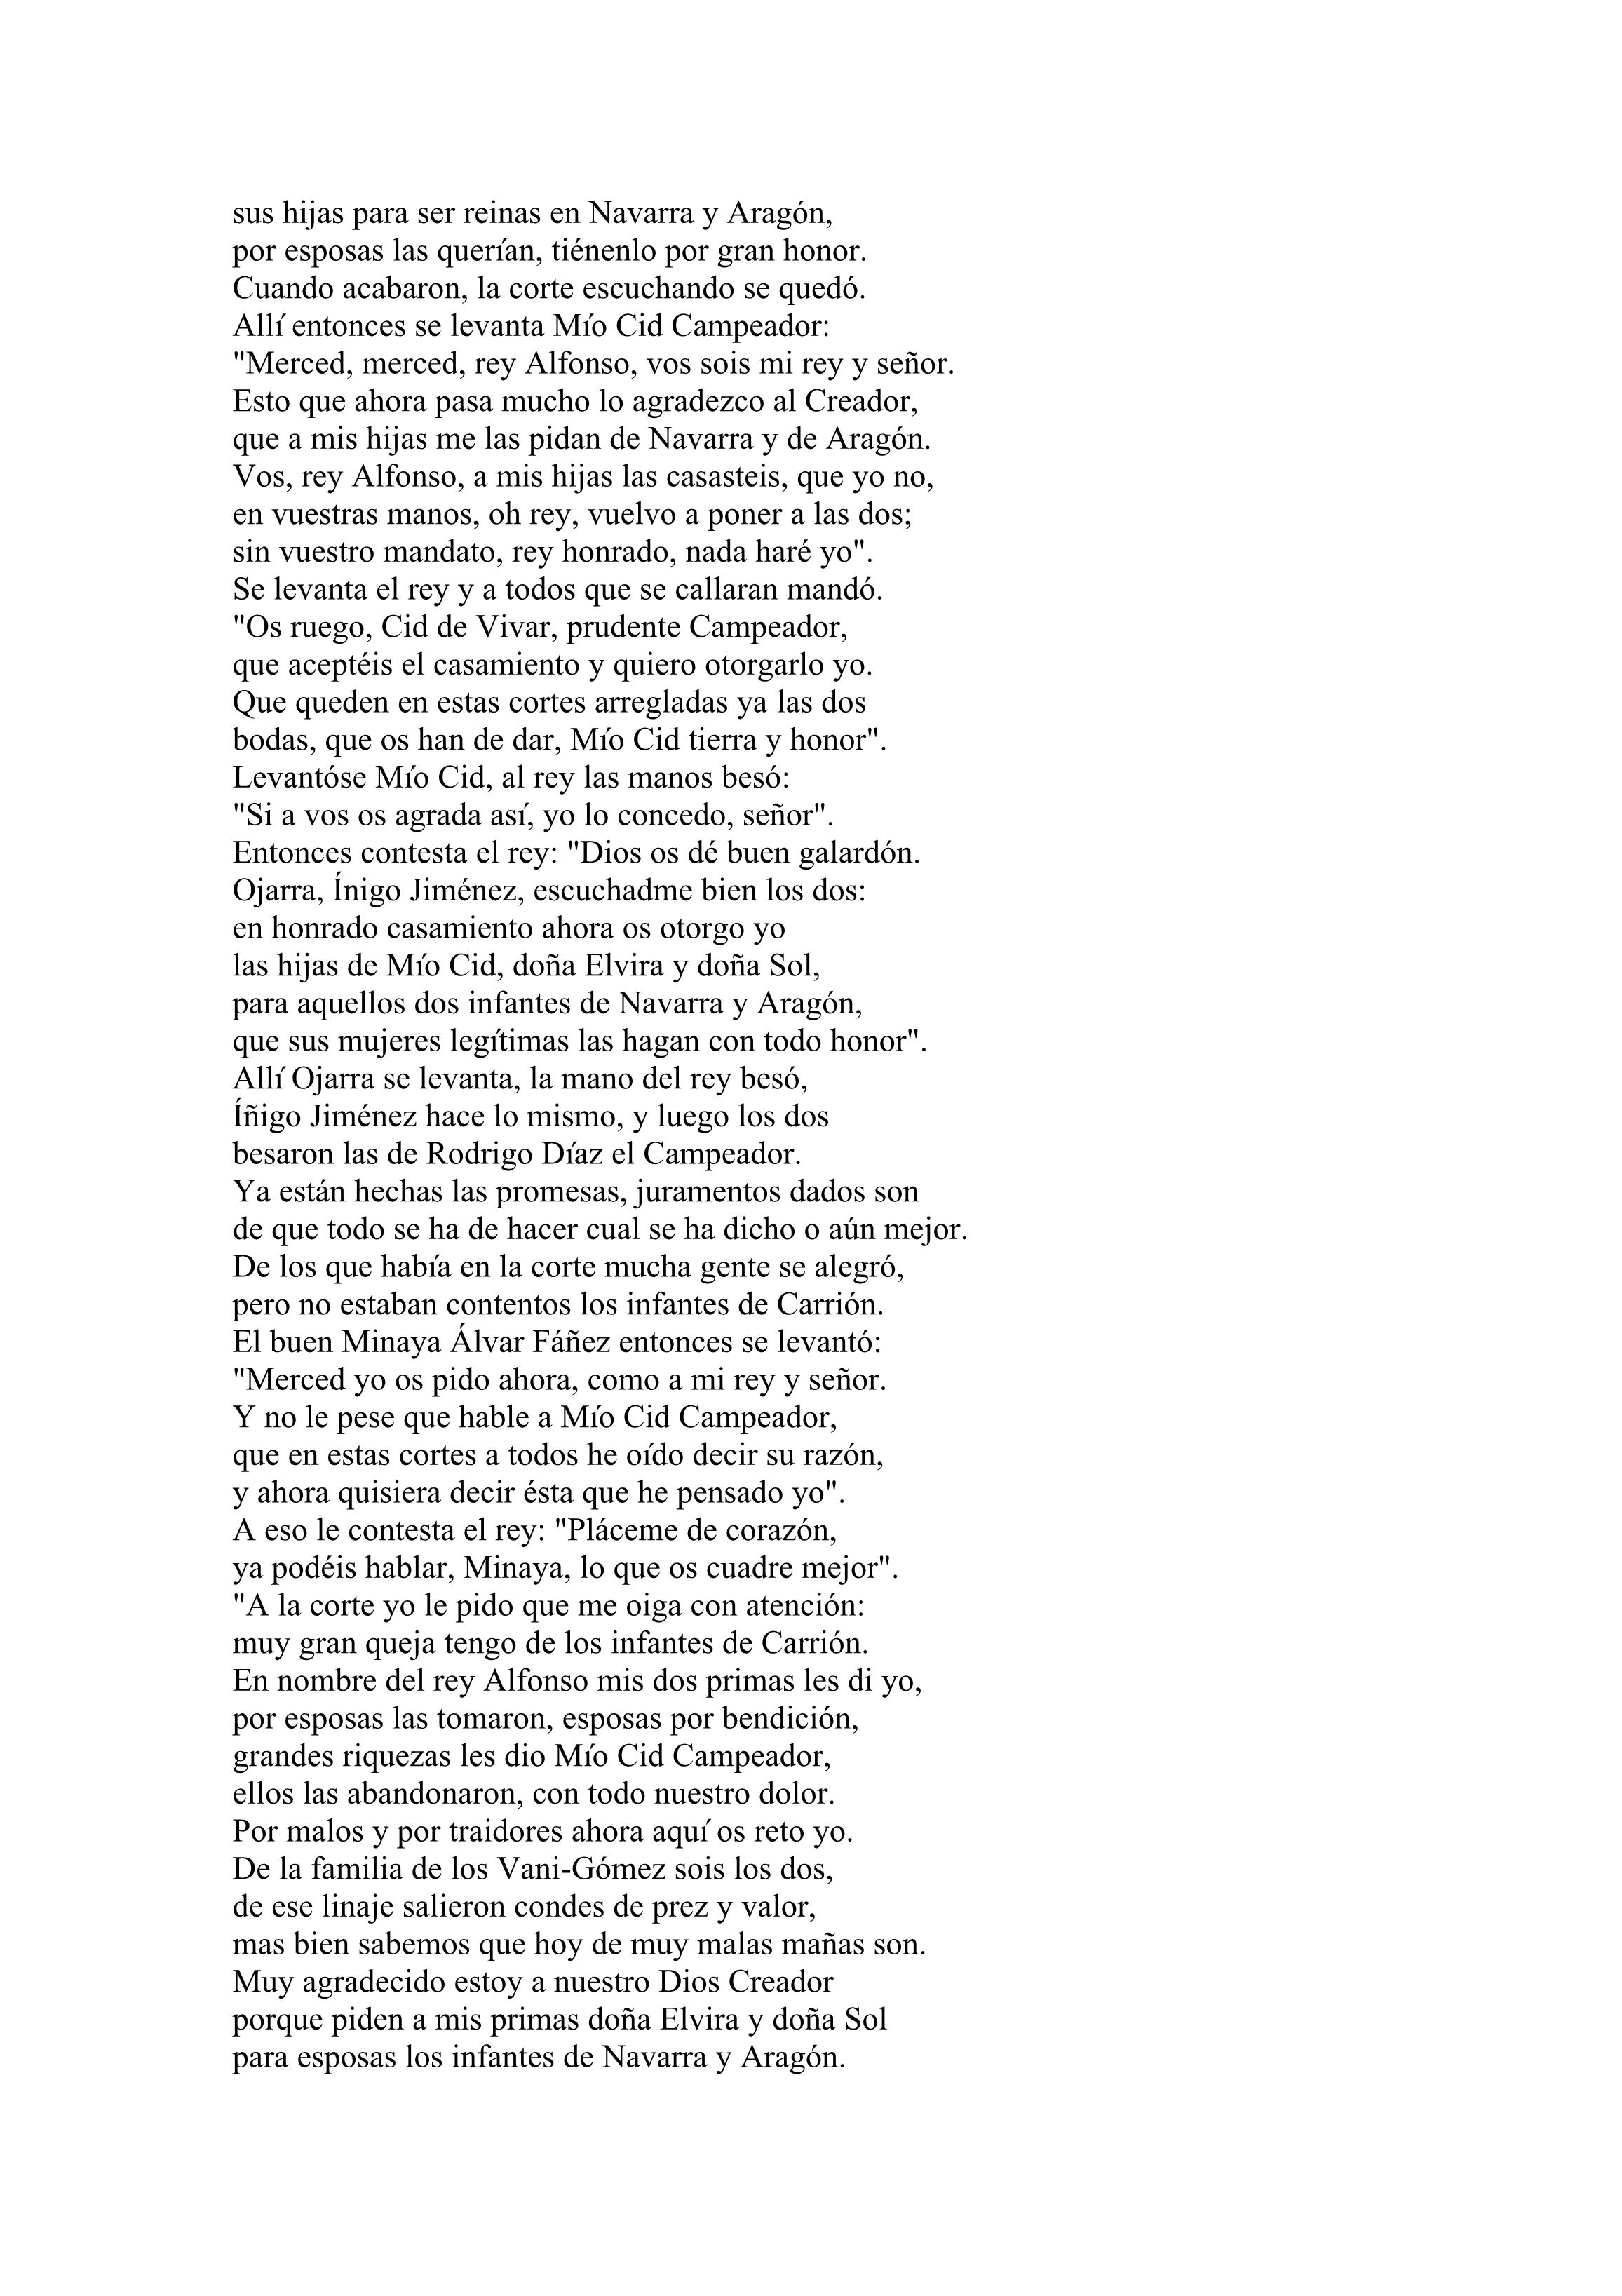 sus hijas para ser reinas en Navarra y Aragón,
por esposas las querían, tiénenlo por gran honor.
Cuando acabaron, la corte escuchando se quedó.
Allí entonces se levanta Mío Cid Campeador:
"Merced, merced, rey Alfonso, vos sois mi rey y señor.
Esto que ahora pasa mucho lo agradezco al Creador,
que a mis hijas me las pidan de Navarra y de Aragón.
Vos, rey Alfonso, a mis hijas las casasteis, que yo no,
en vuestras manos, oh rey, vuelvo a poner a las dos;
sin vuestro mandato, rey honrado, nada haré yo".
Se levanta el rey y a todos que se callaran mandó.
"Os ruego, Cid de Vivar, prudente Campeador,
que aceptéis el casamiento y quiero otorgarlo yo.
Que queden en estas cortes arregladas ya las dos
bodas, que os han de dar, Mío Cid tierra y honor".
Levantóse Mío Cid, al rey las manos besó:
"Si a vos os agrada así, yo lo concedo, señor".
Entonces contesta el rey: "Dios os dé buen galardón.
Ojarra, Ínigo Jiménez, escuchadme bien los dos:
en honrado casamiento ahora os otorgo yo
las hijas de Mío Cid, doña Elvira y doña Sol,
para aquellos dos infantes de Navarra y Aragón,
que sus mujeres legítimas las hagan con todo honor".
Allí Ojarra se levanta, la mano del rey besó,
Íñigo Jiménez hace lo mismo, y luego los dos
besaron las de Rodrigo Díaz el Campeador.
Ya están hechas las promesas, juramentos dados son
de que todo se ha de hacer cual se ha dicho o aún mejor.
De los que había en la corte mucha gente se alegró,
pero no estaban contentos los infantes de Carrión.
El buen Minaya Álvar Fáñez entonces se levantó:
"Merced yo os pido ahora, como a mi rey y señor.
Y no le pese que hable a Mío Cid Campeador,
que en estas cortes a todos he oído decir su razón,
y ahora quisiera decir ésta que he pensado yo".
A eso le contesta el rey: "Pláceme de corazón,
ya podéis hablar, Minaya, lo que os cuadre mejor".
"A la corte yo le pido que me oiga con atención:
muy gran queja tengo de los infantes de Carrión.
En nombre del rey Alfonso mis dos primas les di yo,
por esposas las tomaron, esposas por bendición,
grandes riquezas les dio Mío Cid Campeador,
ellos las abandonaron, con todo nuestro dolor.
Por malos y por traidores ahora aquí os reto yo.
De la familia de los Vani-Gómez sois los dos,
de ese linaje salieron condes de prez y valor,
mas bien sabemos que hoy de muy malas mañas son.
Muy agradecido estoy a nuestro Dios Creador
porque piden a mis primas doña Elvira y doña Sol
para esposas los infantes de Navarra y Aragón.